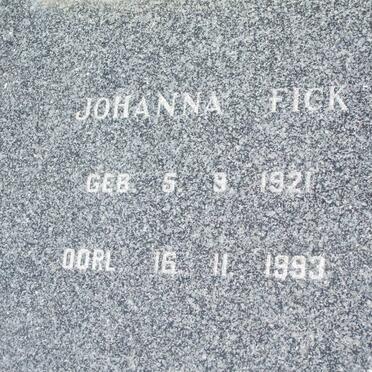 JOHANNA FICK
GEB. 5. 9. 1921
OORL 16. 11. 1993.